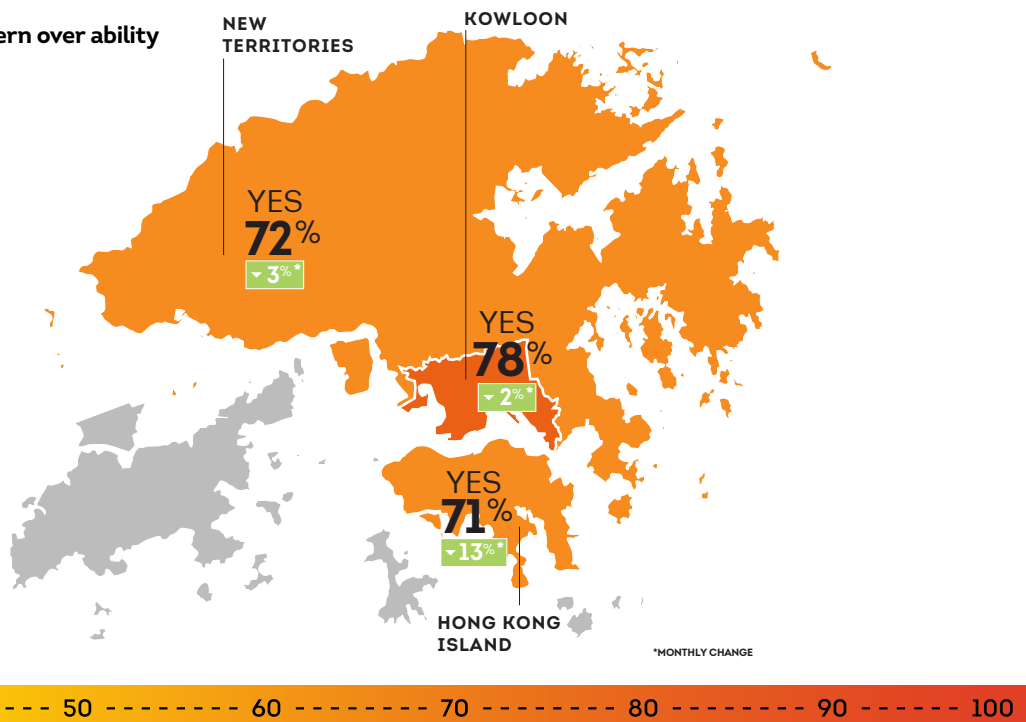 over ability
NEW
TERRITORIES
KOWLOON
YES
72%
▼ 3%*
YES
78%
▼ 2%*
YES
71%
▼ 13%*
HONG KONG
ISLAND
*MONTHLY CHANGE
--- 50 ------- 60 ------- 70 ------- 80 ------- 90 ------- 100 -